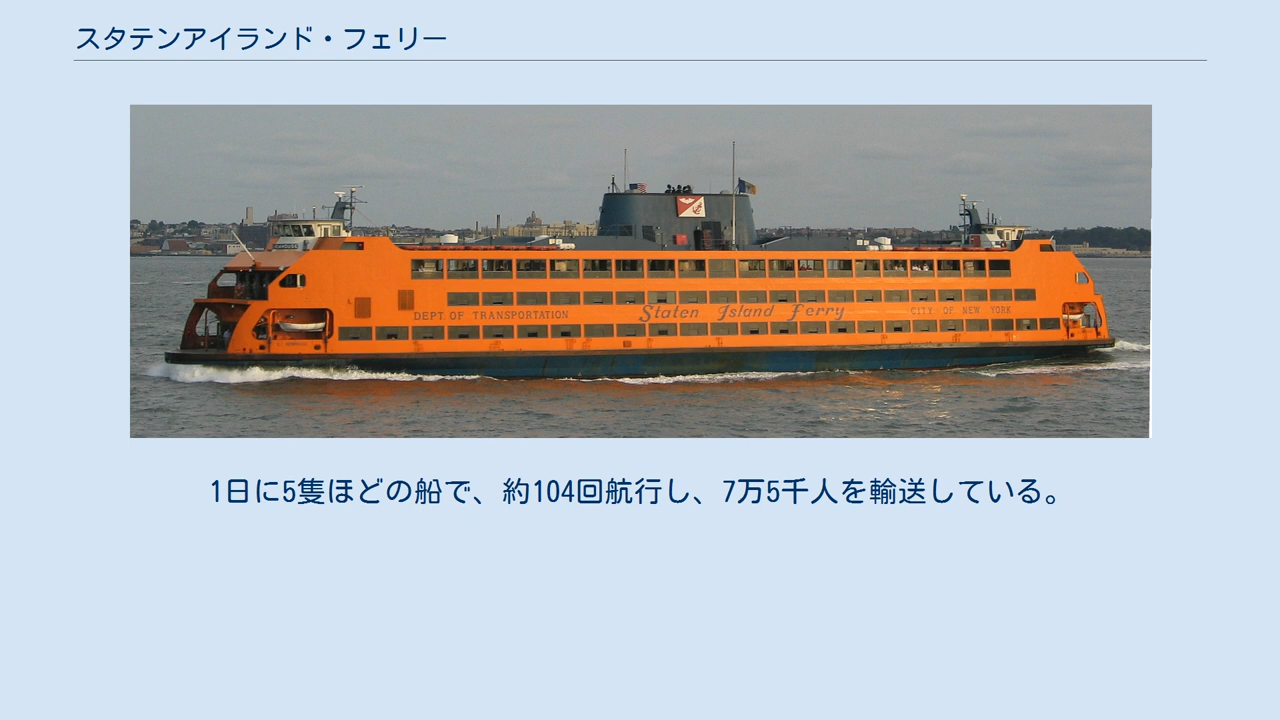 スタテンアイランド・フェリー
DEPT. OF TRANSPORTATION Staten Island Ferry CITY OF NEW YORK
1日に5隻ほどの船で、約104回航行し、7万5千人を輸送している。